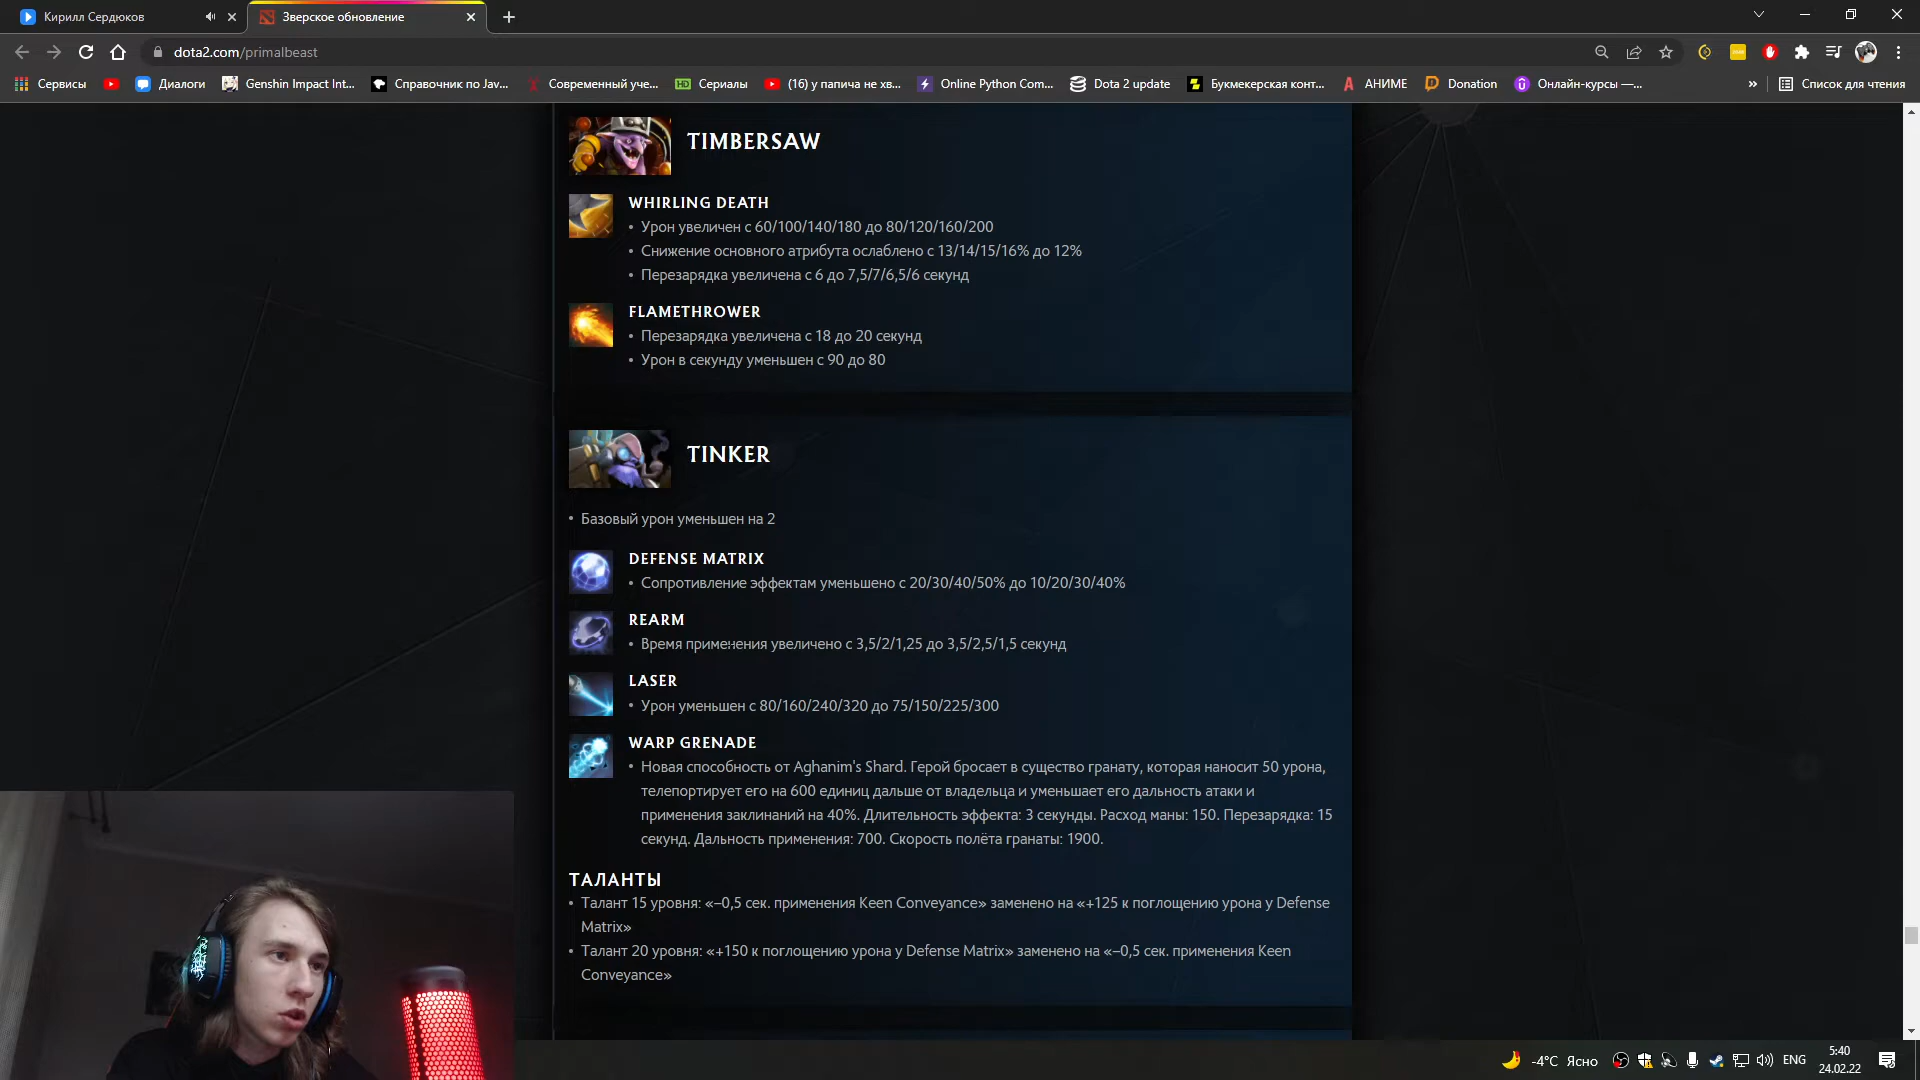 Кирилл Сердюков
Зверское обновление
dota2.com/primalbeast
Сервисы
Диалоги
Genshin Impact Int...
Справочник по Jav...
Современный уче...
HD Сериалы
(16) у папича не хв...
Online Python Com...
Dota 2 update
Букмекерская конт...
АНИМЕ
Donation
Онлайн-курсы —...
»
Список для чтения
TIMBERSAW
WHIRLING DEATH
• Урон увеличен с 60/100/140/180 до 80/120/160/200
• Снижение основного атрибута ослаблено с 13/14/15/16% до 12%
• Перезарядка увеличена с 6 до 7,5/7/6,5/6 секунд
FLAMETHROWER
• Перезарядка увеличена с 18 до 20 секунд
• Урон в секунду уменьшен с 90 до 80
TINKER
• Базовый урон уменьшен на 2
DEFENSE MATRIX
• Сопротивление эффектам уменьшено с 20/30/40/50% до 10/20/30/40%
REARM
• Время применения увеличено с 3,5/2/1,25 до 3,5/2,5/1,5 секунд
LASER
• Урон уменьшен с 80/160/240/320 до 75/150/225/300
WARP GRENADE
• Новая способность от Aghanim's Shard. Герой бросает в существо гранату, которая наносит 50 урона,
телепортирует его на 600 единиц дальше от владельца и уменьшает его дальность атаки и
применения заклинаний на 40%. Длительность эффекта: 3 секунды. Расход маны: 150. Перезарядка: 15
секунд. Дальность применения: 700. Скорость полёта гранаты: 1900.
ТАЛАНТЫ
• Талант 15 уровня: «–0,5 сек. применения Keen Conveyance» заменено на «+125 к поглощению урона у Defense
Matrix»
• Талант 20 уровня: «+150 к поглощению урона у Defense Matrix» заменено на «–0,5 сек. применения Keen
Conveyance»
-4°C Ясно
ENG
5:40
24.02.22